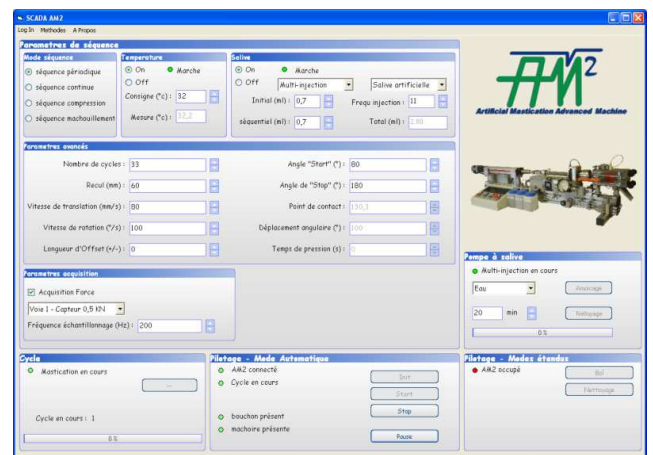 SCADA AM2
Log In Methodes A Propos
Parametres de séquence
Mode séquence
séquence périodique
séquence continue
séquence compression
séquence machouillement
Temperature
On Marche
Off
Consigne (°c) : 32
Mesure (°c) : 32,2
Salive
On Marche
Off Multi-injection Salive artificielle
Initial (ml) : 0,7 Frequ injection : 11
séquentiel (ml) : 0,7 Total (ml) :
Parametres avancés
Nombre de cycles : 33 Angle "Start" (°) : 80
Recul (mm) : 60 Angle de "Stop" (°) : 180
Vitesse de translation (mm/s) : 80 Point de contact : 150,1
Vitesse de rotation (°/s) : 100 Déplacement angulaire (°) : 100
Longueur d'Offset (+/-) : 0 Temps de pression (s) : 0
Parametres acquisition
Acquisition Force
Voie 1 - Capteur 0,5 KN
Fréquence échantillonnage (Hz) : 200
AM2
Artificial Mastication Advanced Machine
Pompe à salive
Multi-injection en cours
Eau Amorcage
20 min Nettoyage
0 %
Cycle
Mastication en cours
...
Cycle en cours : 1
0 %
Pilotage - Mode Automatique
AM2 connecté
Cycle en cours
bouchon présent
machoire présente
Init
Start
Stop
Pause
Pilotage - Modes étendus
AM2 occupé
Bol
Nettoyage